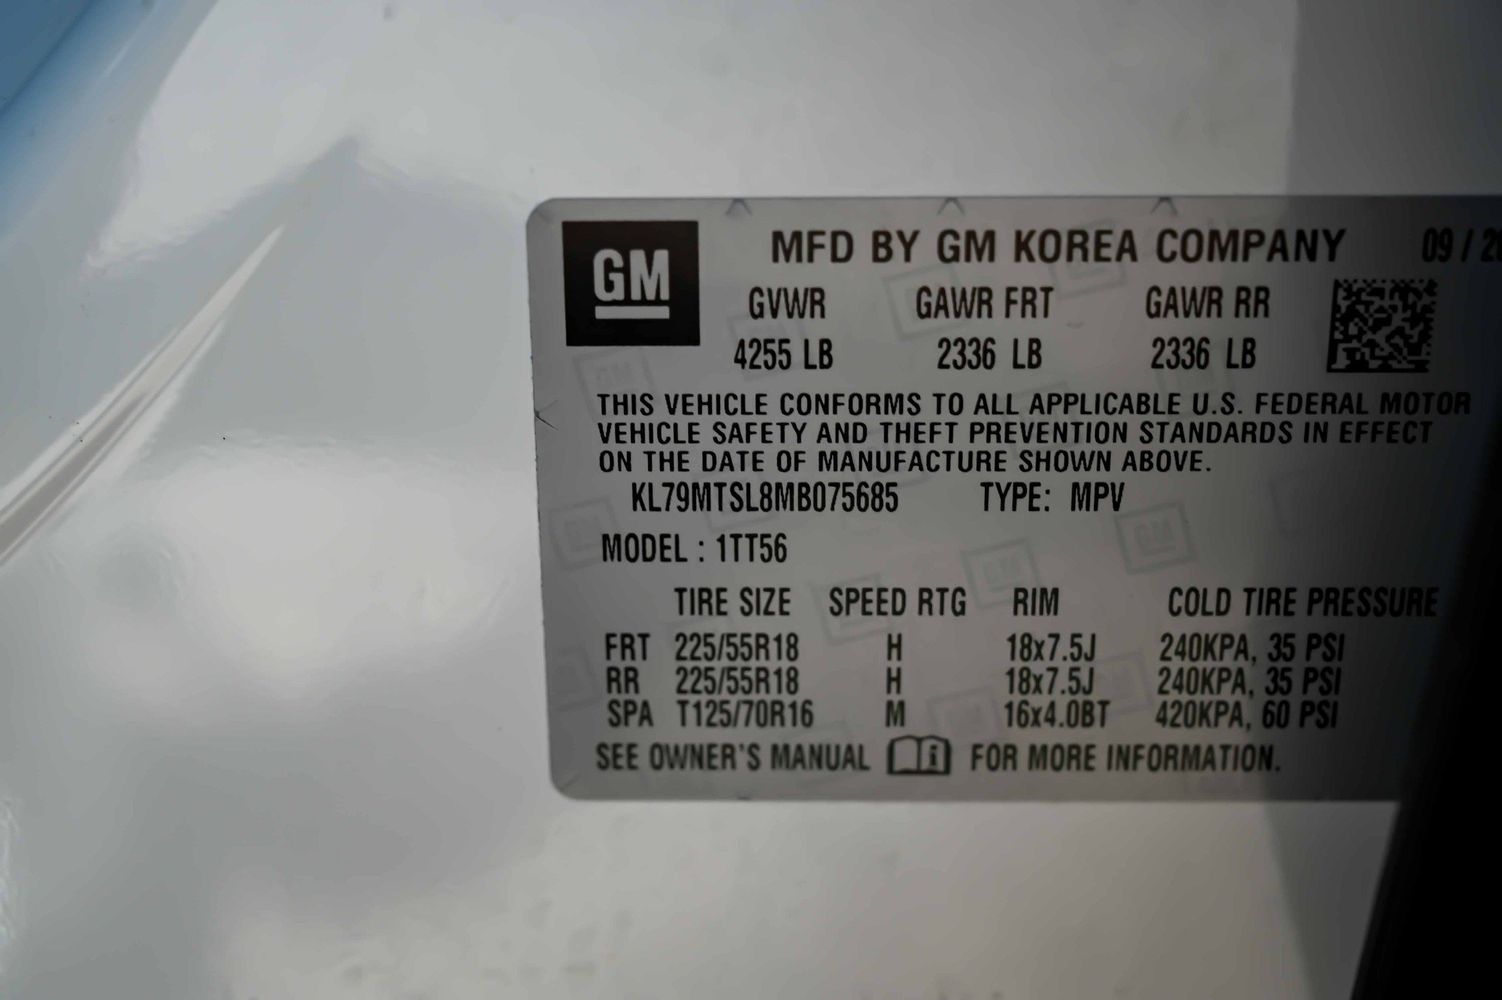 GM
MFD BY GM KOREA COMPANY 09 / 20
GVWR GAWR FRT GAWR RR
4255 LB 2336 LB 2336 LB
THIS VEHICLE CONFORMS TO ALL APPLICABLE U.S. FEDERAL MOTOR
VEHICLE SAFETY AND THEFT PREVENTION STANDARDS IN EFFECT
ON THE DATE OF MANUFACTURE SHOWN ABOVE.
KL79MTSL8MB075685 TYPE: MPV
MODEL : 1TT56
TIRE SIZE SPEED RTG RIM COLD TIRE PRESSURE
FRT 225/55R18 H 18x7.5J 240KPA, 35 PSI
RR 225/55R18 H 18x7.5J 240KPA, 35 PSI
SPA T125/70R16 M 16x4.0BT 420KPA, 60 PSI
SEE OWNER'S MANUAL FOR MORE INFORMATION.